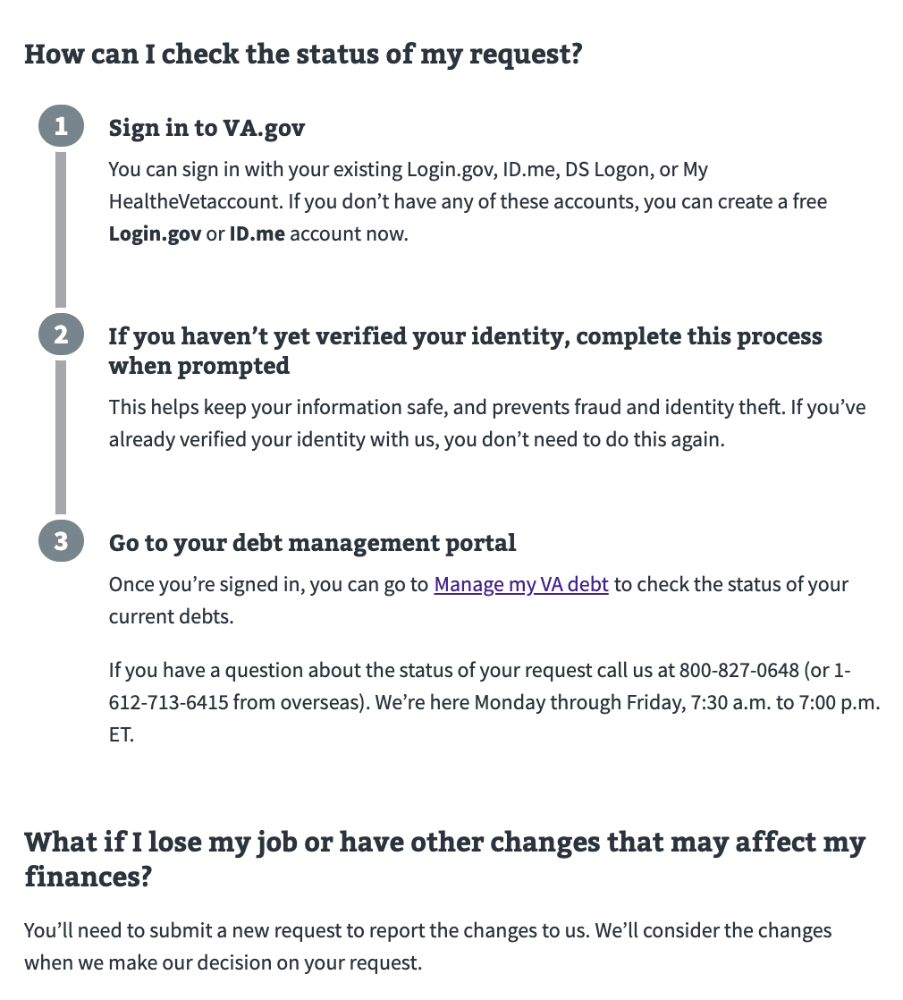 How can I check the status of my request?
1
Sign in to VA.gov
You can sign in with your existing Login.gov, ID.me, DS Logon, or My
HealtheVetaccount. If you don’t have any of these accounts, you can create a free
Login.gov or ID.me account now.
2
If you haven’t yet verified your identity, complete this process
when prompted
This helps keep your information safe, and prevents fraud and identity theft. If you’ve
already verified your identity with us, you don’t need to do this again.
3
Go to your debt management portal
Once you’re signed in, you can go to Manage my VA debt to check the status of your
current debts.
If you have a question about the status of your request call us at 800-827-0648 (or 1-
612-713-6415 from overseas). We’re here Monday through Friday, 7:30 a.m. to 7:00 p.m.
ET.
What if I lose my job or have other changes that may affect my
finances?
You’ll need to submit a new request to report the changes to us. We’ll consider the changes
when we make our decision on your request.